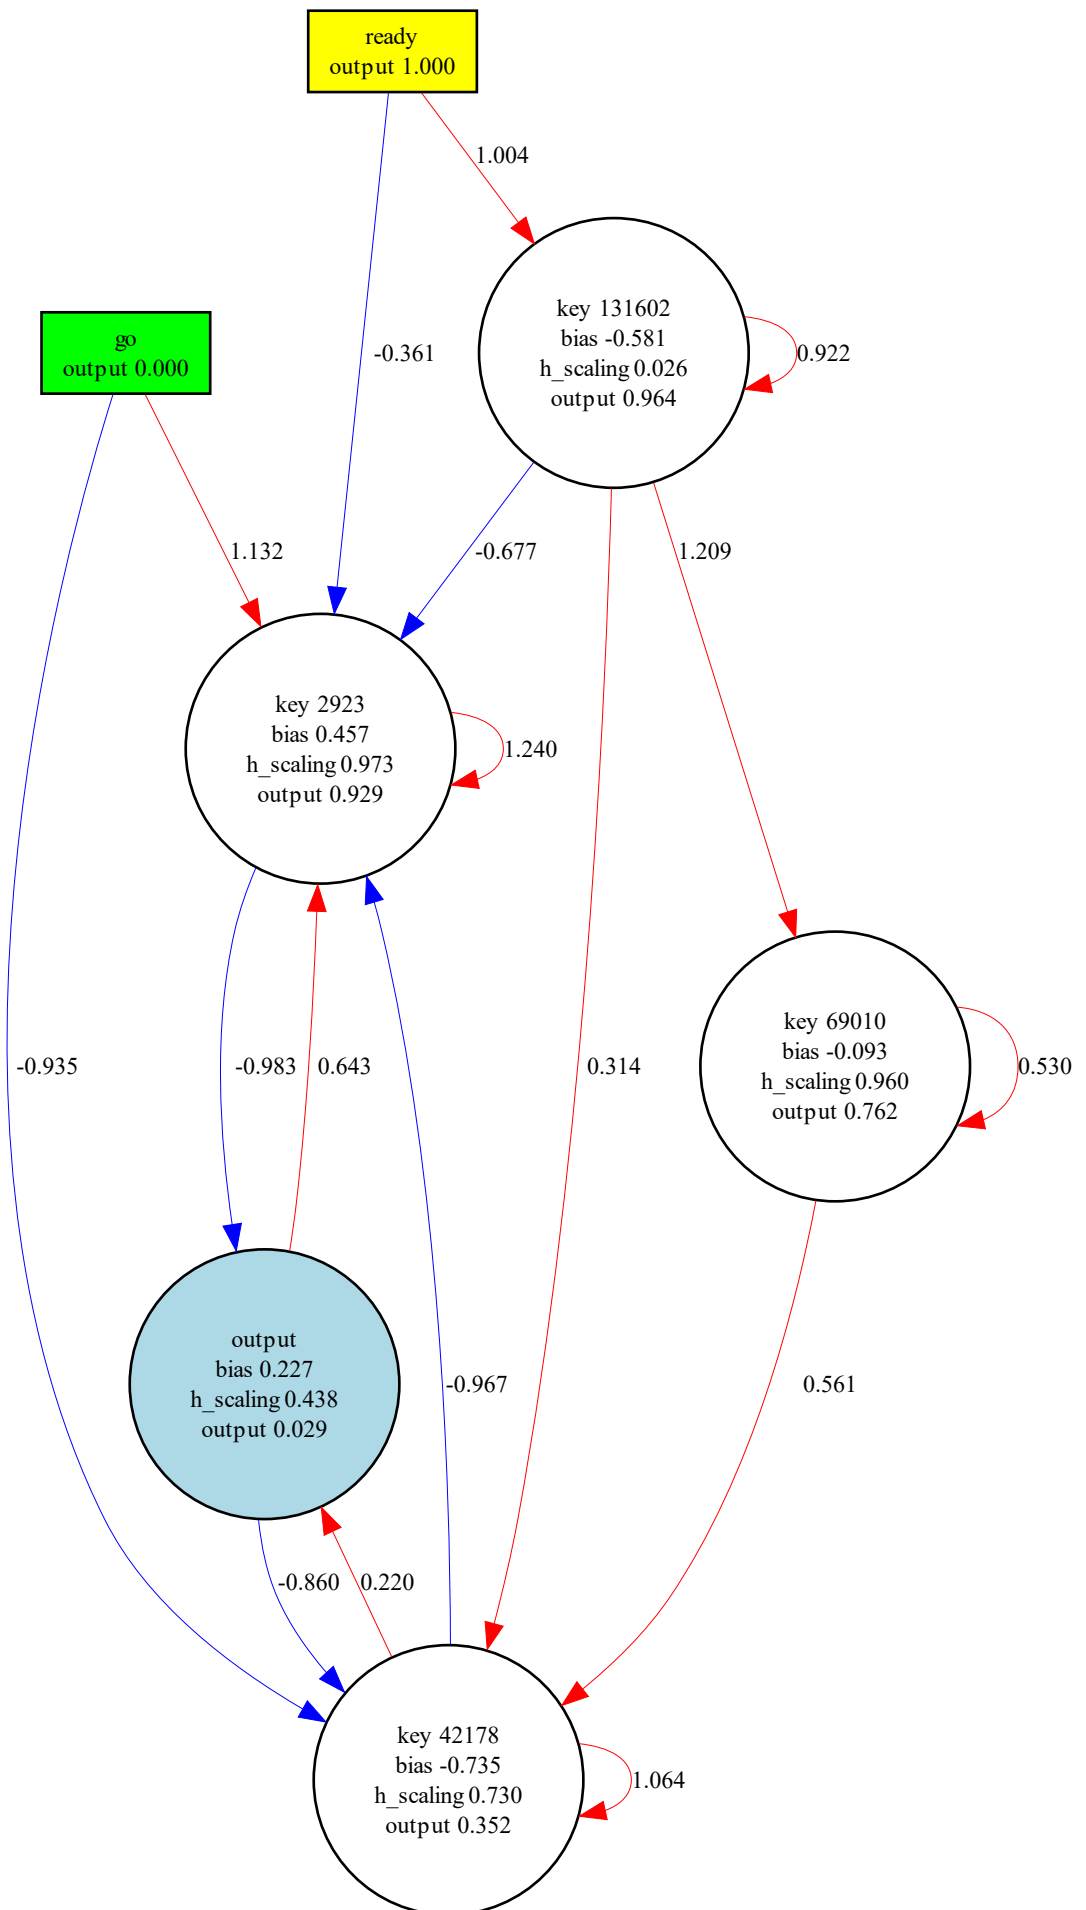 ready
output 1.000
1.004
key 131602
bias -0.581
h_scaling 0.026
output 0.964
0.922
go
output 0.000
-0.361
1.132
-0.677
1.209
key 2923
bias 0.457
h_scaling 0.973
output 0.929
1.240
-0.935
-0.983
0.643
0.314
key 69010
bias -0.093
h_scaling 0.960
output 0.762
0.530
output
bias 0.227
h_scaling 0.438
output 0.029
-0.967
0.561
-0.860
0.220
key 42178
bias -0.735
h_scaling 0.730
output 0.352
1.064